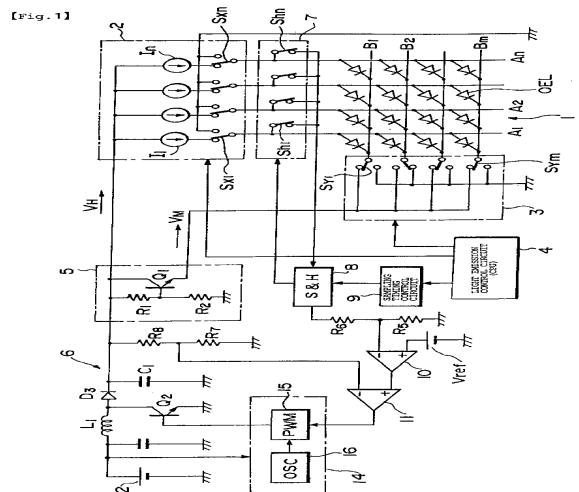 [Fig.1]
2
In
I1
Sxn
Sx1
7
Shn
Sh1
B1
B2
Bm
An
OEL
A2
1
A1
SY1
SYm
3
VH
VM
5
Q1
R1
R2
S & H
8
SAMPLING TIMING CONTROL CIRCUIT
9
LIGHT EMISSION CONTROL CIRCUIT (CPU)
4
6
R8
R7
R6
R5
Vref
10
11
D3
C1
L1
Q2
15
PWM
OSC
16
14